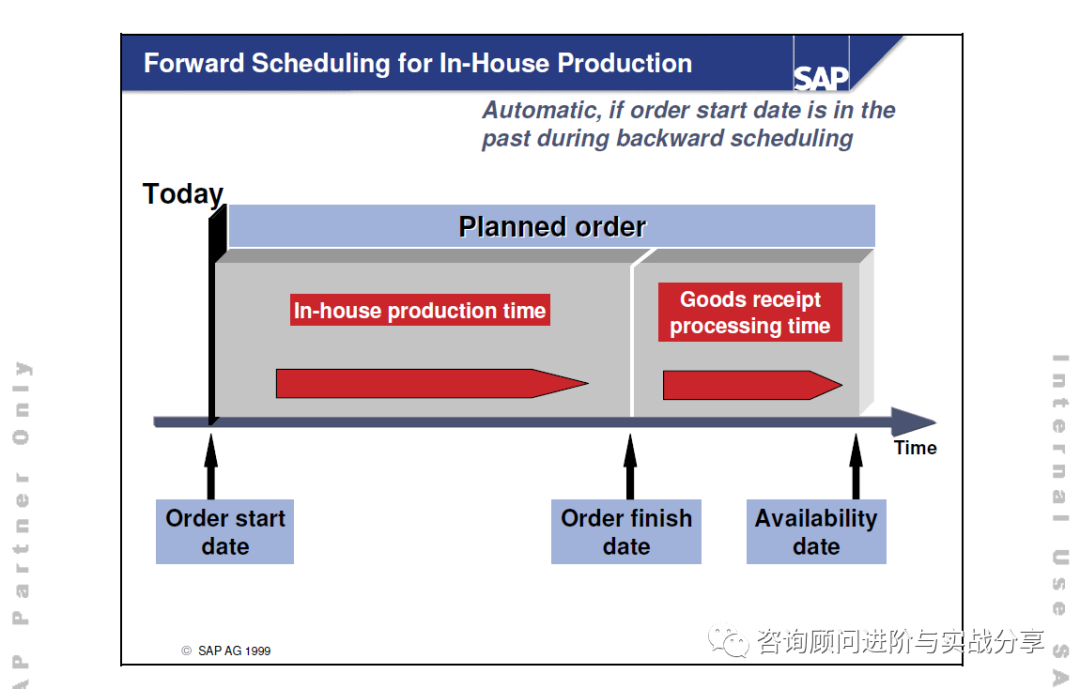 Forward Scheduling for In-House Production
SAP
Automatic, if order start date is in the
past during backward scheduling
Today
Planned order
In-house production time
Goods receipt
processing time
Time
Order start
date
Order finish
date
Availability
date
© SAP AG 1999
咨询顾问进阶与实战分享
AP Partner Only
Internal Use SA